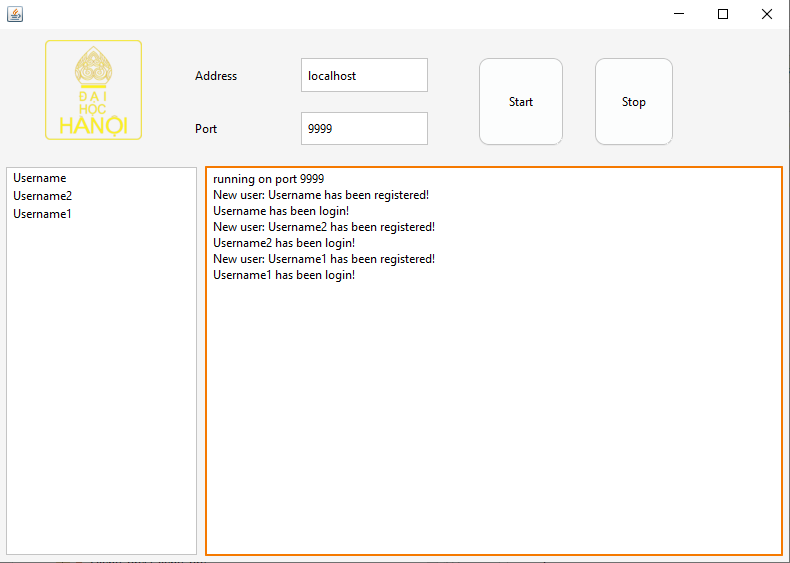 ĐẠI
HỌC
HÀNỘI
Address
localhost
Port
9999
Start
Stop
Username
Username2
Username1
running on port 9999
New user: Username has been registered!
Username has been login!
New user: Username2 has been registered!
Username2 has been login!
New user: Username1 has been registered!
Username1 has been login!